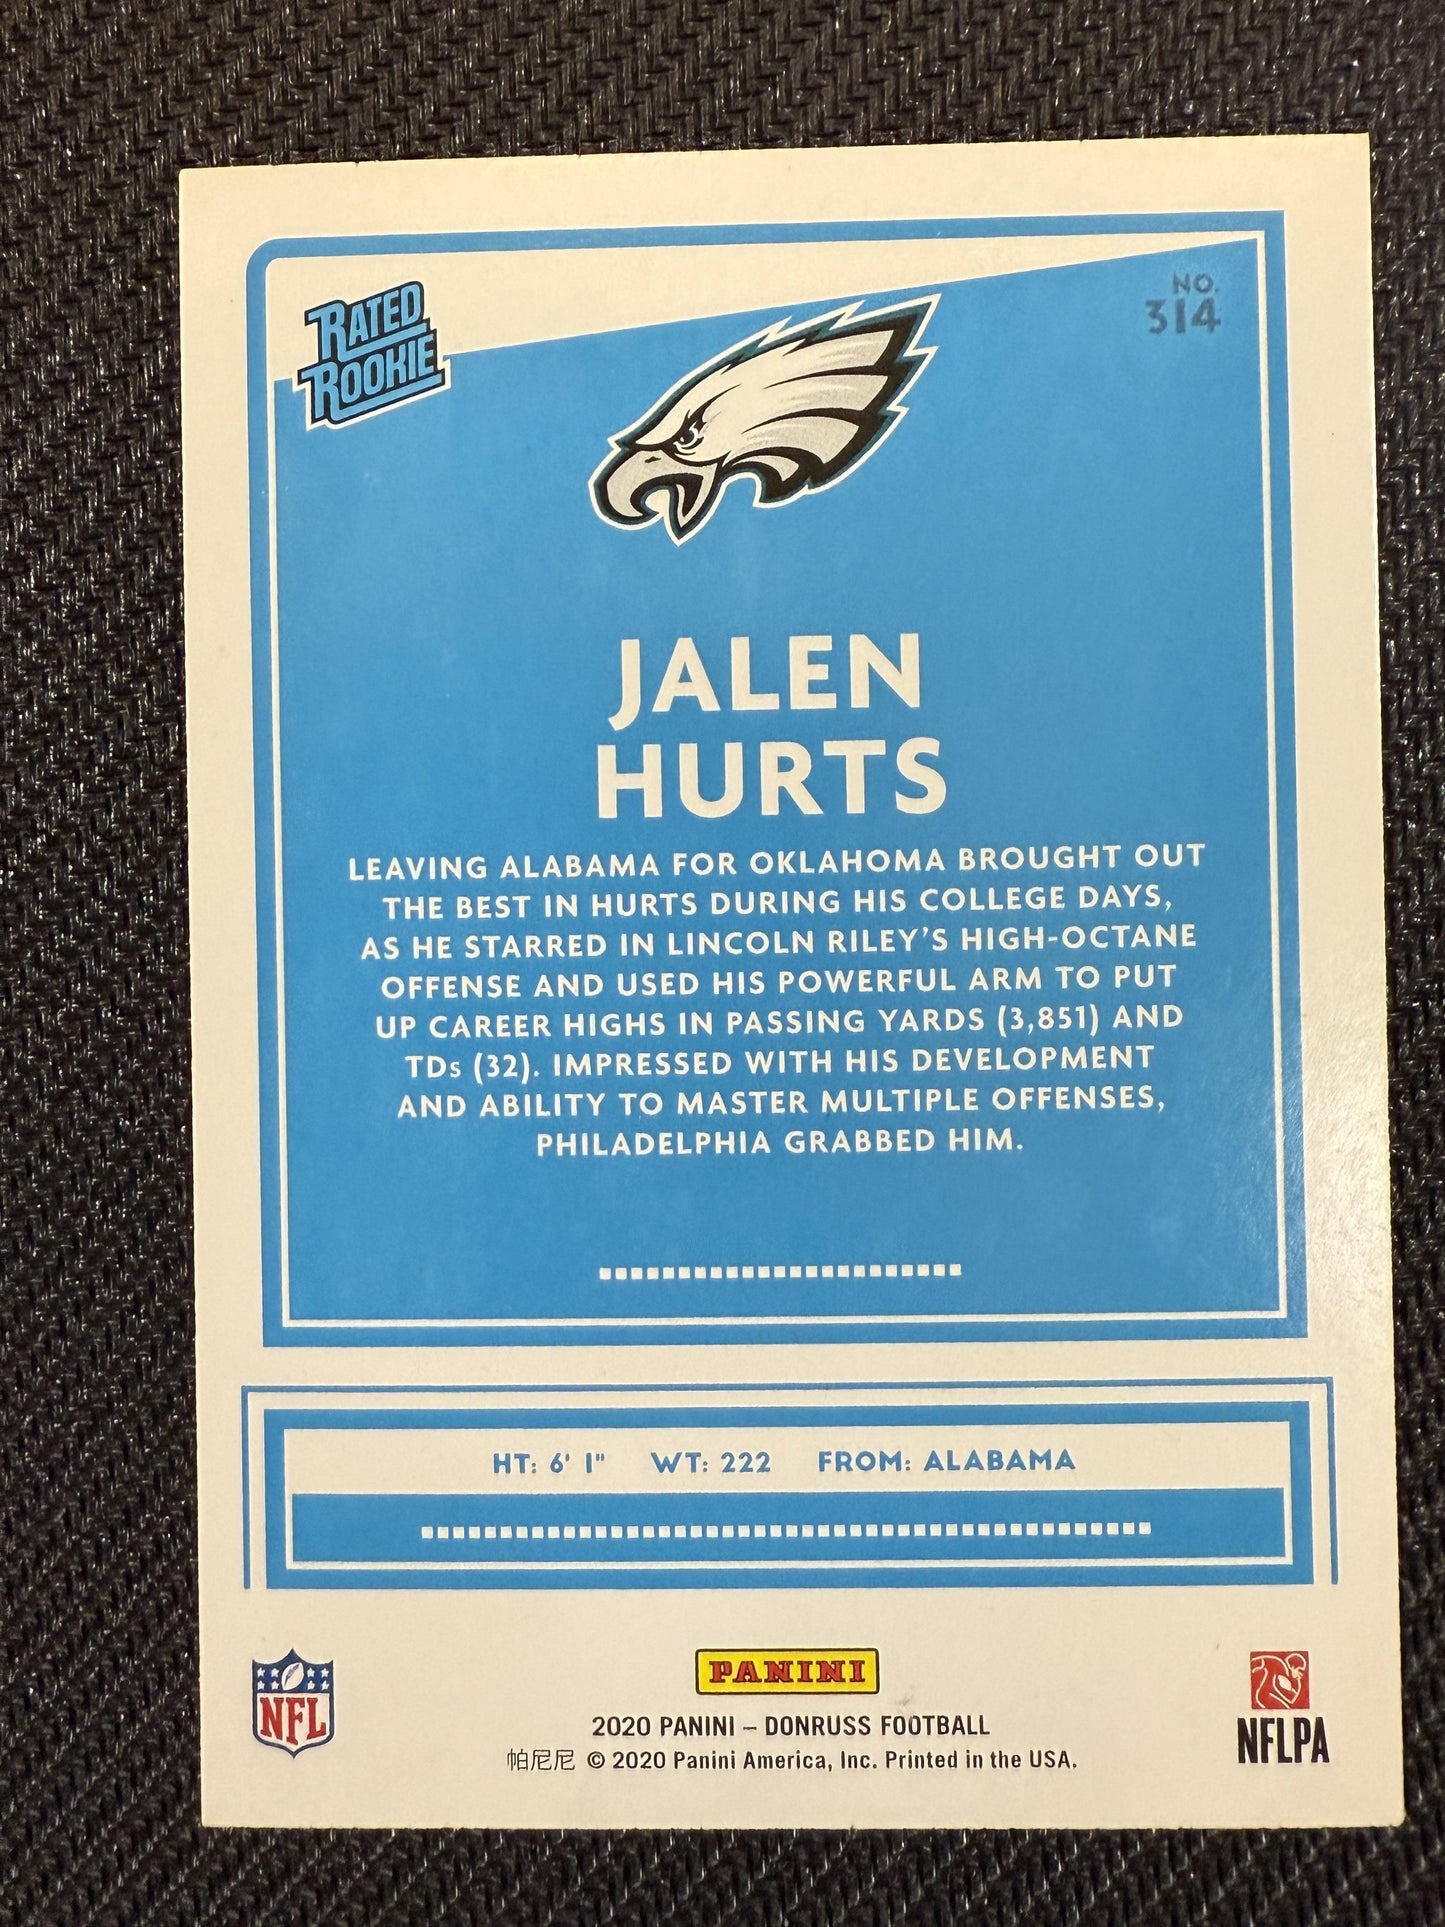 RATED
ROOKIE
NO.
314
JALEN
HURTS
LEAVING ALABAMA FOR OKLAHOMA BROUGHT OUT
THE BEST IN HURTS DURING HIS COLLEGE DAYS,
AS HE STARRED IN LINCOLN RILEY'S HIGH-OCTANE
OFFENSE AND USED HIS POWERFUL ARM TO PUT
UP CAREER HIGHS IN PASSING YARDS (3,851) AND
TDs (32). IMPRESSED WITH HIS DEVELOPMENT
AND ABILITY TO MASTER MULTIPLE OFFENSES,
PHILADELPHIA GRABBED HIM.
HT: 6' 1" WT: 222 FROM: ALABAMA
NFL
PANINI
NFLPA
2020 PANINI – DONRUSS FOOTBALL
帕尼尼 © 2020 Panini America, Inc. Printed in the USA.